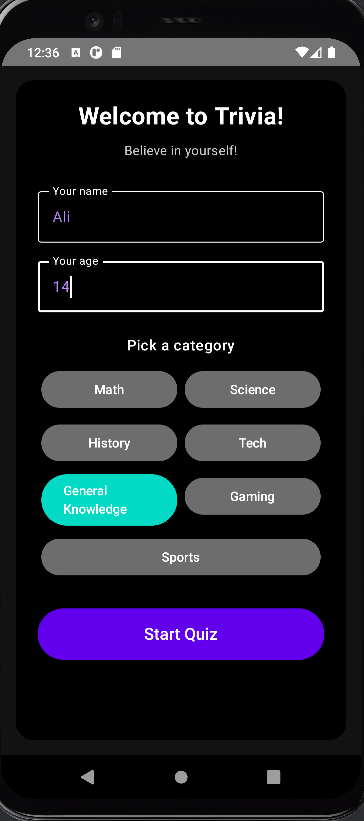 12:36
Welcome to Trivia!
Believe in yourself!
Your name
Ali
Your age
14
Pick a category
Math
Science
History
Tech
General
Knowledge
Gaming
Sports
Start Quiz